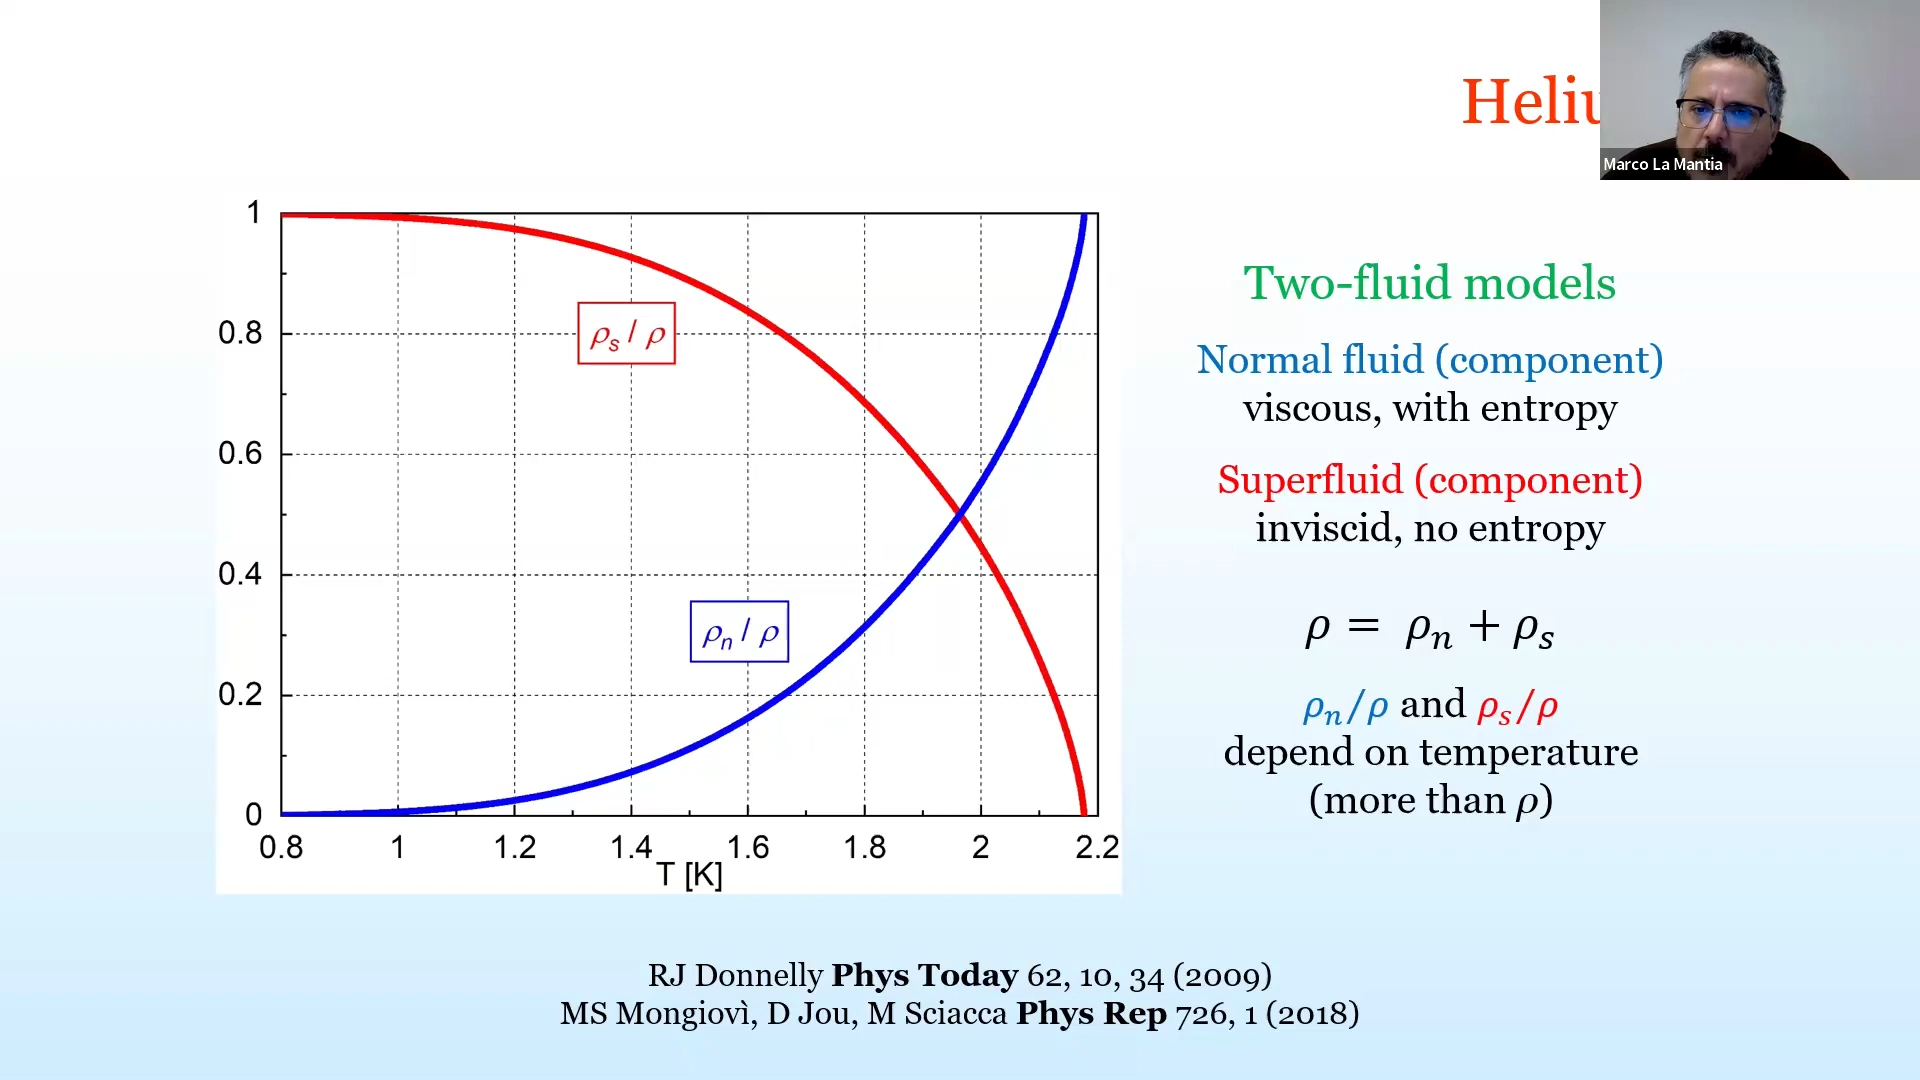 Heliu
Marco La Mantia
1
0.8
0.6
0.4
0.2
0
ρs / ρ
ρn / ρ
0.8 1 1.2 1.4 1.6 1.8 2 2.2
T [K]
Two-fluid models
Normal fluid (component)
viscous, with entropy
Superfluid (component)
inviscid, no entropy
ρ = ρn + ρs
ρn/ρ and ρs/ρ
depend on temperature
(more than ρ)
RJ Donnelly Phys Today 62, 10, 34 (2009)
MS Mongiovì, D Jou, M Sciacca Phys Rep 726, 1 (2018)